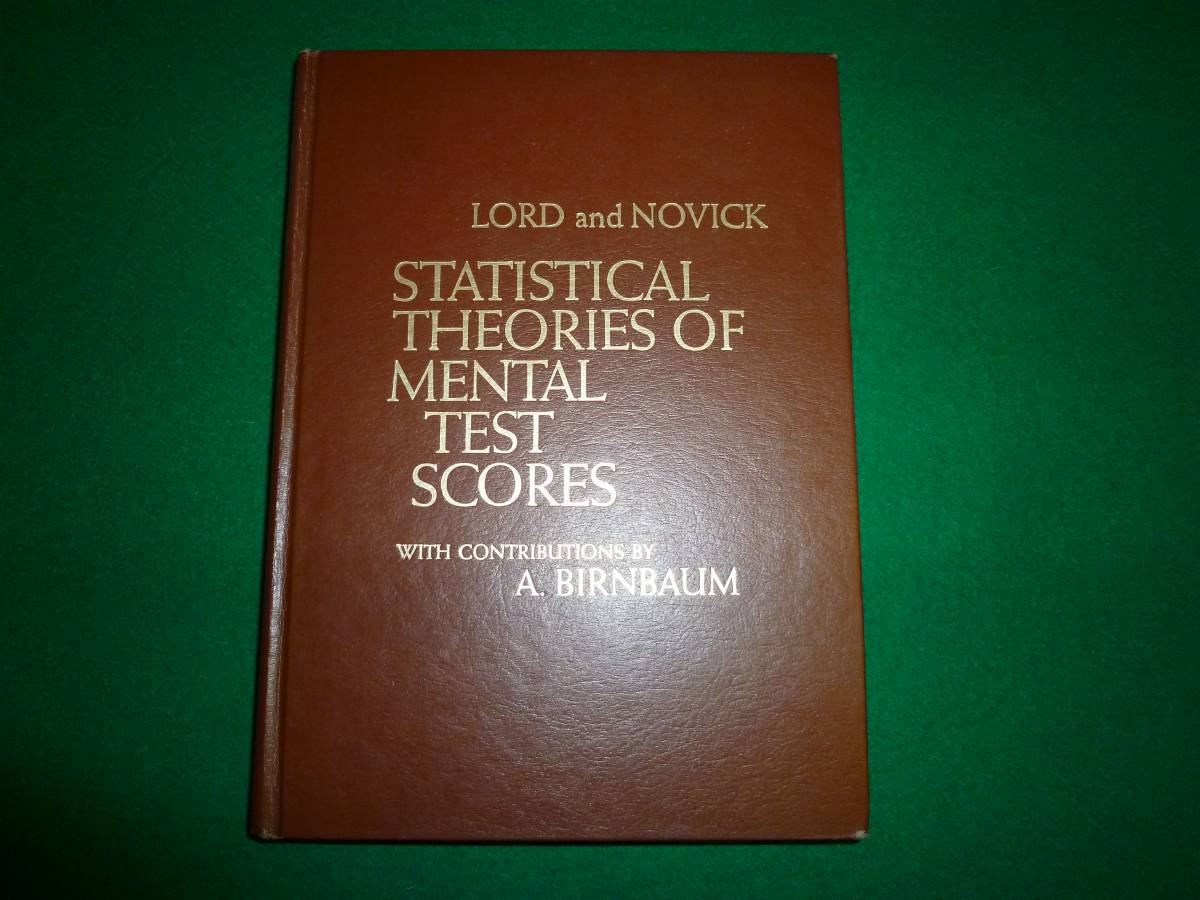 LORD and NOVICK
STATISTICAL
THEORIES OF
MENTAL
TEST
SCORES
WITH CONTRIBUTIONS BY
A. BIRNBAUM